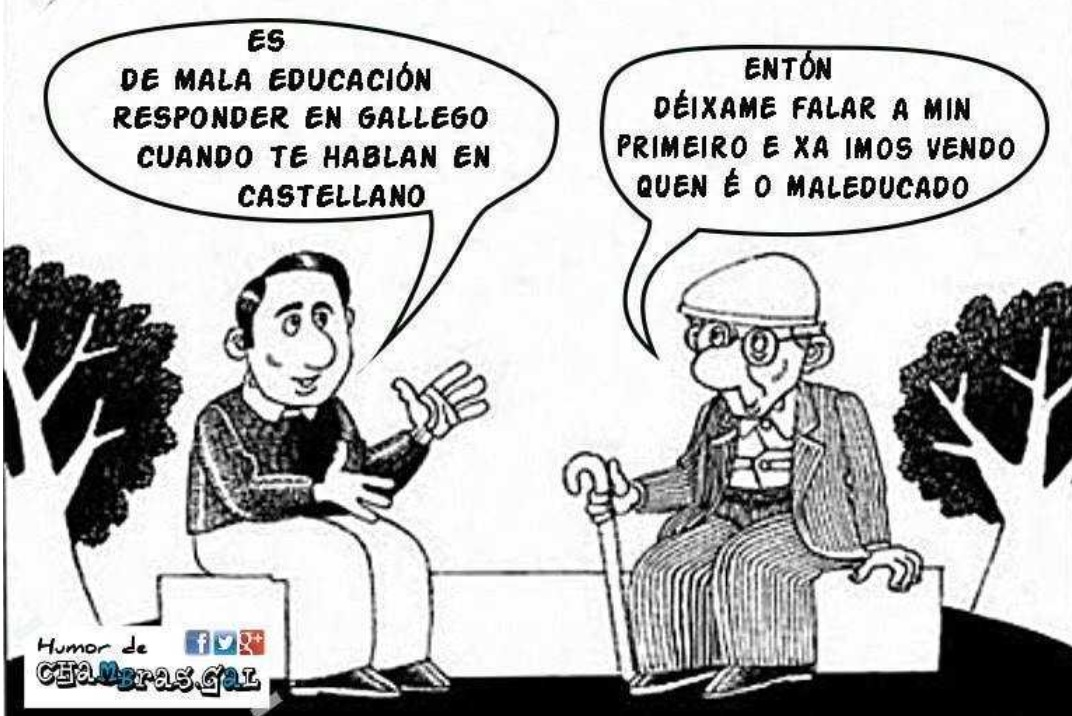 ES
DE MALA EDUCACIÓN
RESPONDER EN GALLEGO
CUANDO TE HABLAN EN
CASTELLANO
ENTÓN
DÉIXAME FALAR A MIN
PRIMEIRO E XA IMOS VENDO
QUEN É O MALEDUCADO
Humor de
CHAMBRAS.GAL